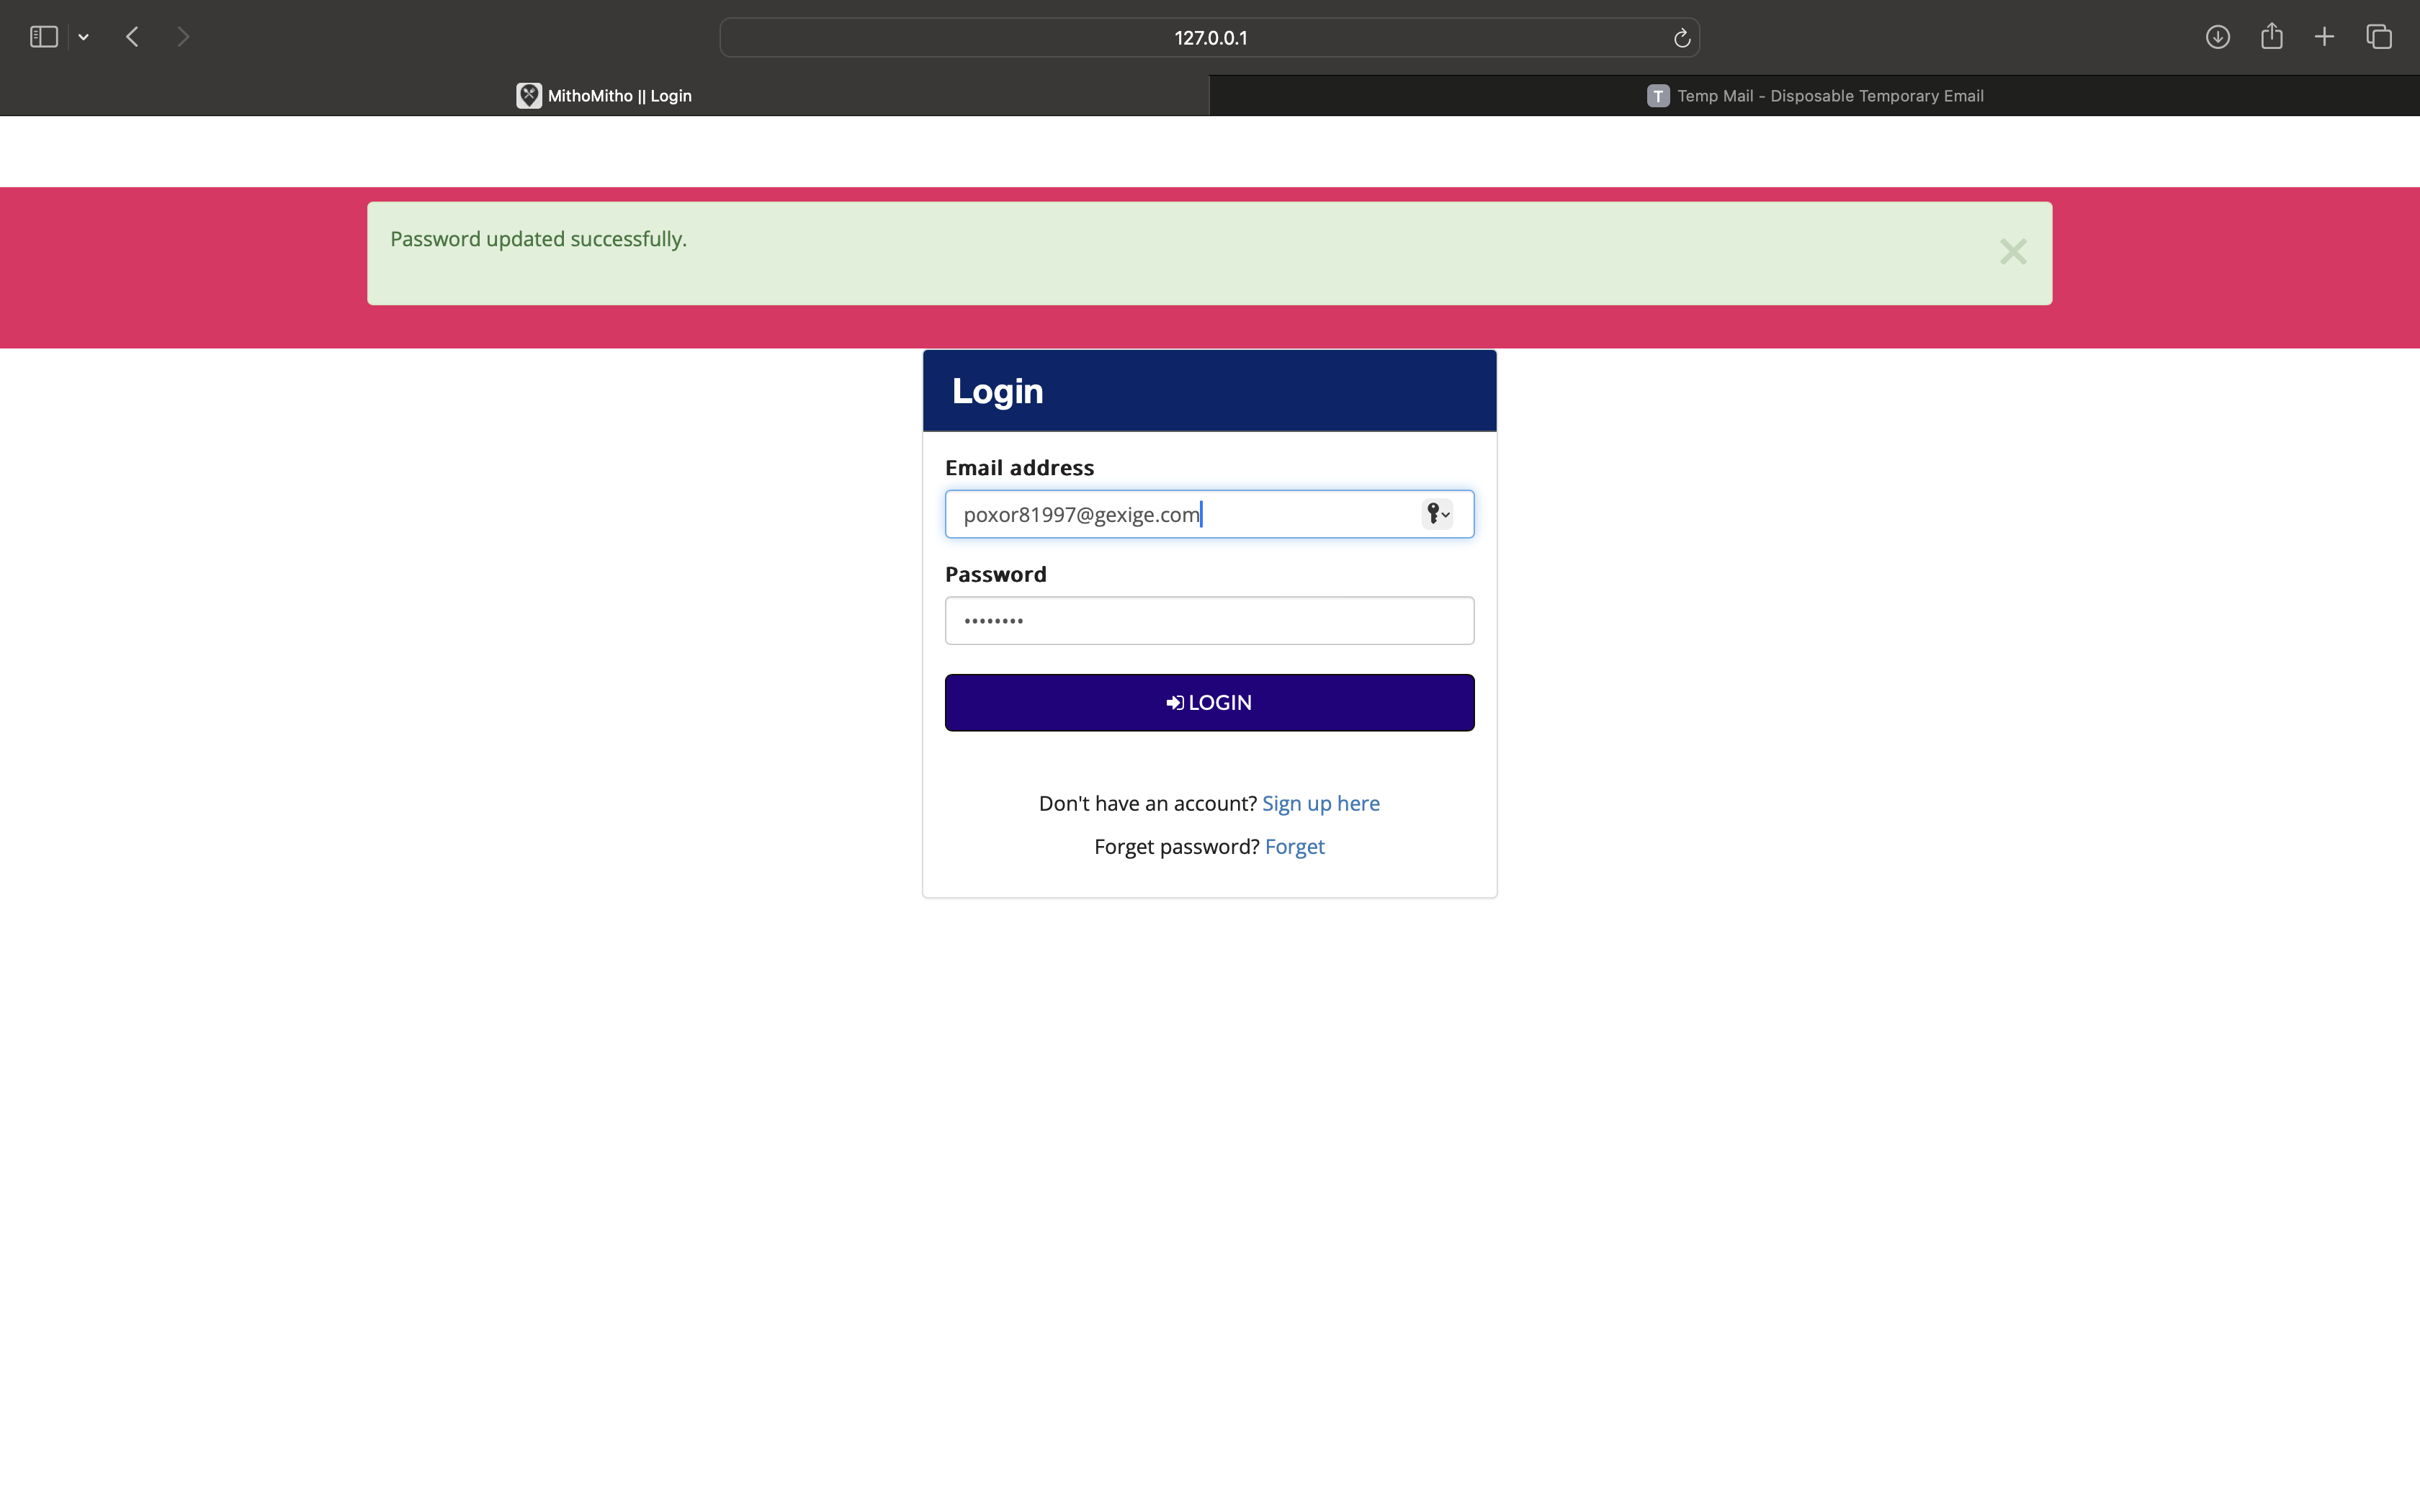 127.0.0.1
MithoMitho || Login
T Temp Mail - Disposable Temporary Email
Password updated successfully.
Login
Email address
poxor81997@gexige.com
Password
••••••••
LOGIN
Don't have an account? Sign up here
Forget password? Forget